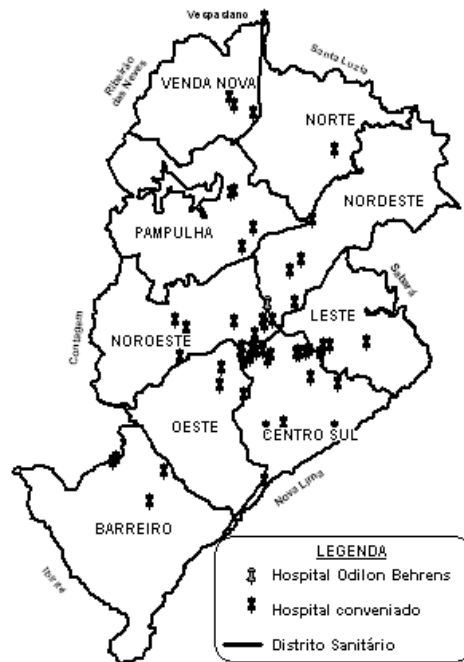 Vespasiano
Ribeirão
das Neves
Santa Luzia
VENDA NOVA
NORTE
NORDESTE
PAMPULHA
Sabará
Contagem
LESTE
NOROESTE
OESTE
CENTRO SUL
Nova Lima
BARREIRO
Ibirité
LEGENDA
Hospital Odilon Behrens
Hospital conveniado
Distrito Sanitário